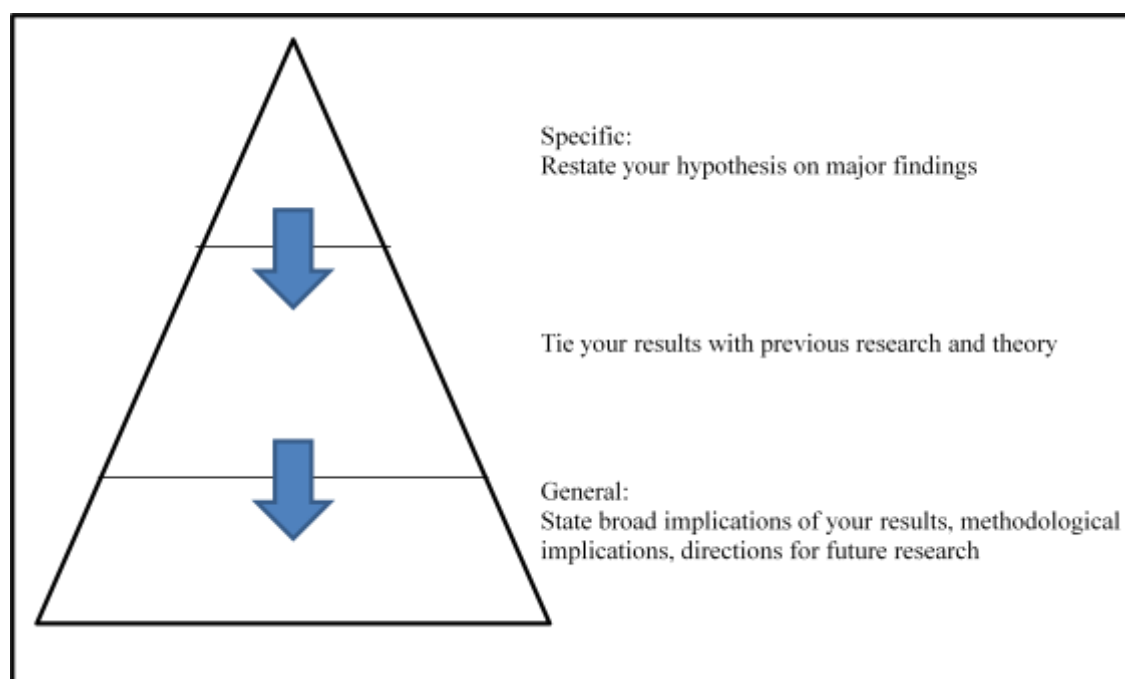 Specific:
Restate your hypothesis on major findings
Tie your results with previous research and theory
General:
State broad implications of your results, methodological
implications, directions for future research